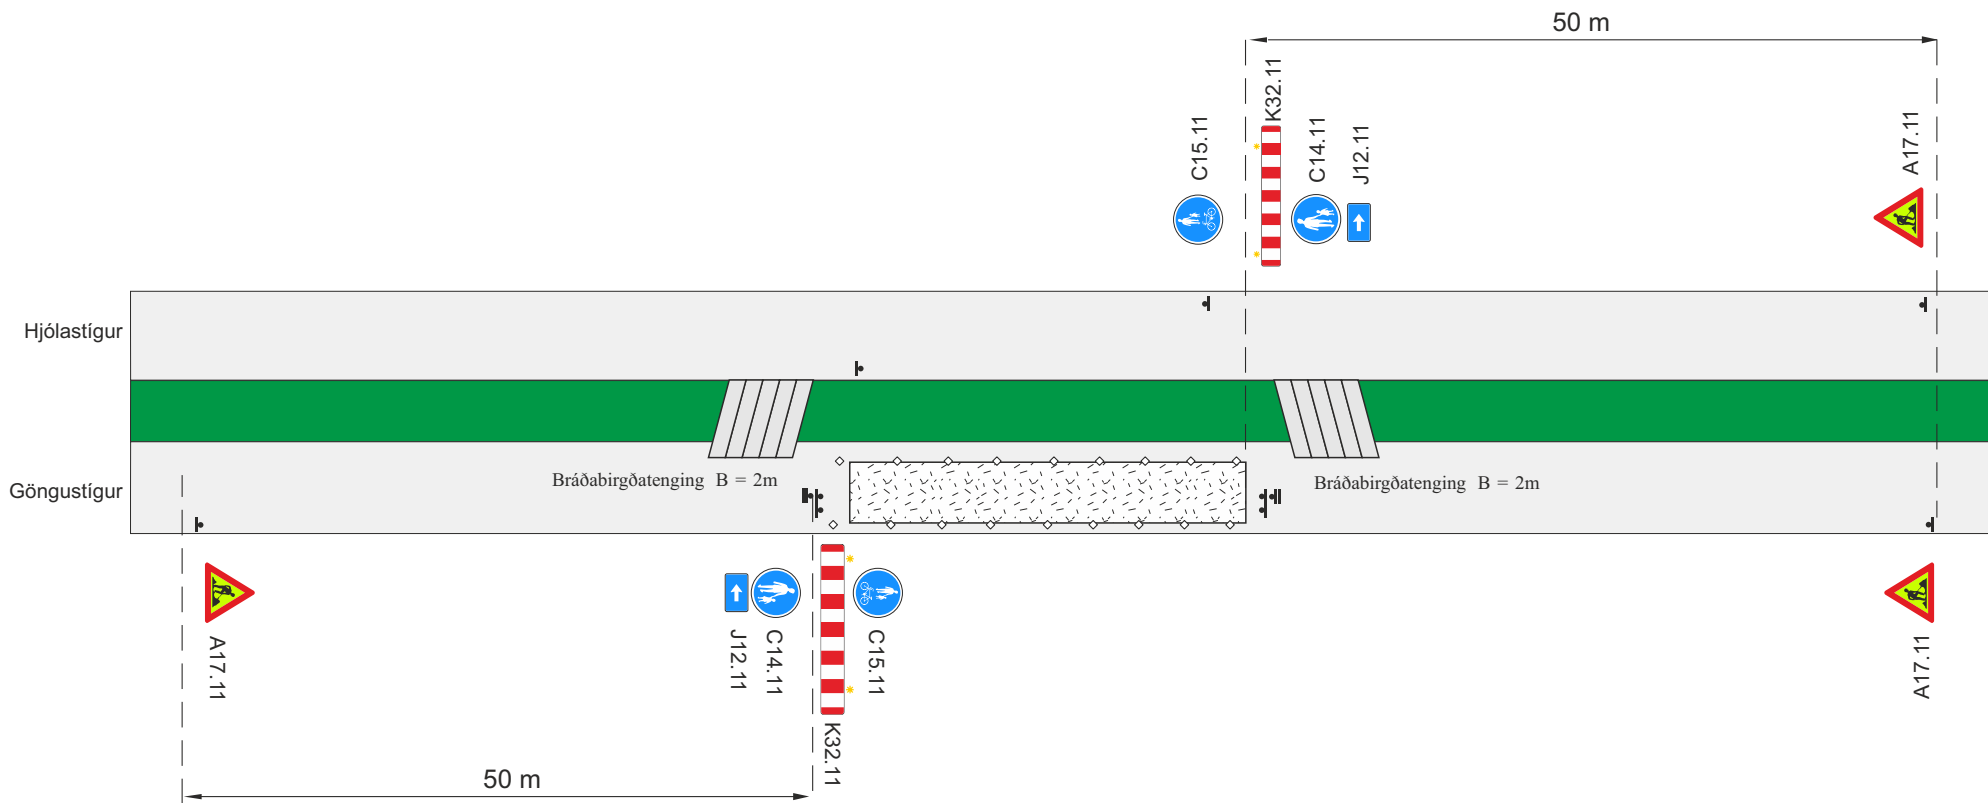 50 m
K32.11
C15.11
C14.11
J12.11
A17.11
Hjólastígur
Bráðabirgðatenging B = 2m
Bráðabirgðatenging B = 2m
Göngustígur
A17.11
J12.11
C14.11
C15.11
K32.11
A17.11
50 m